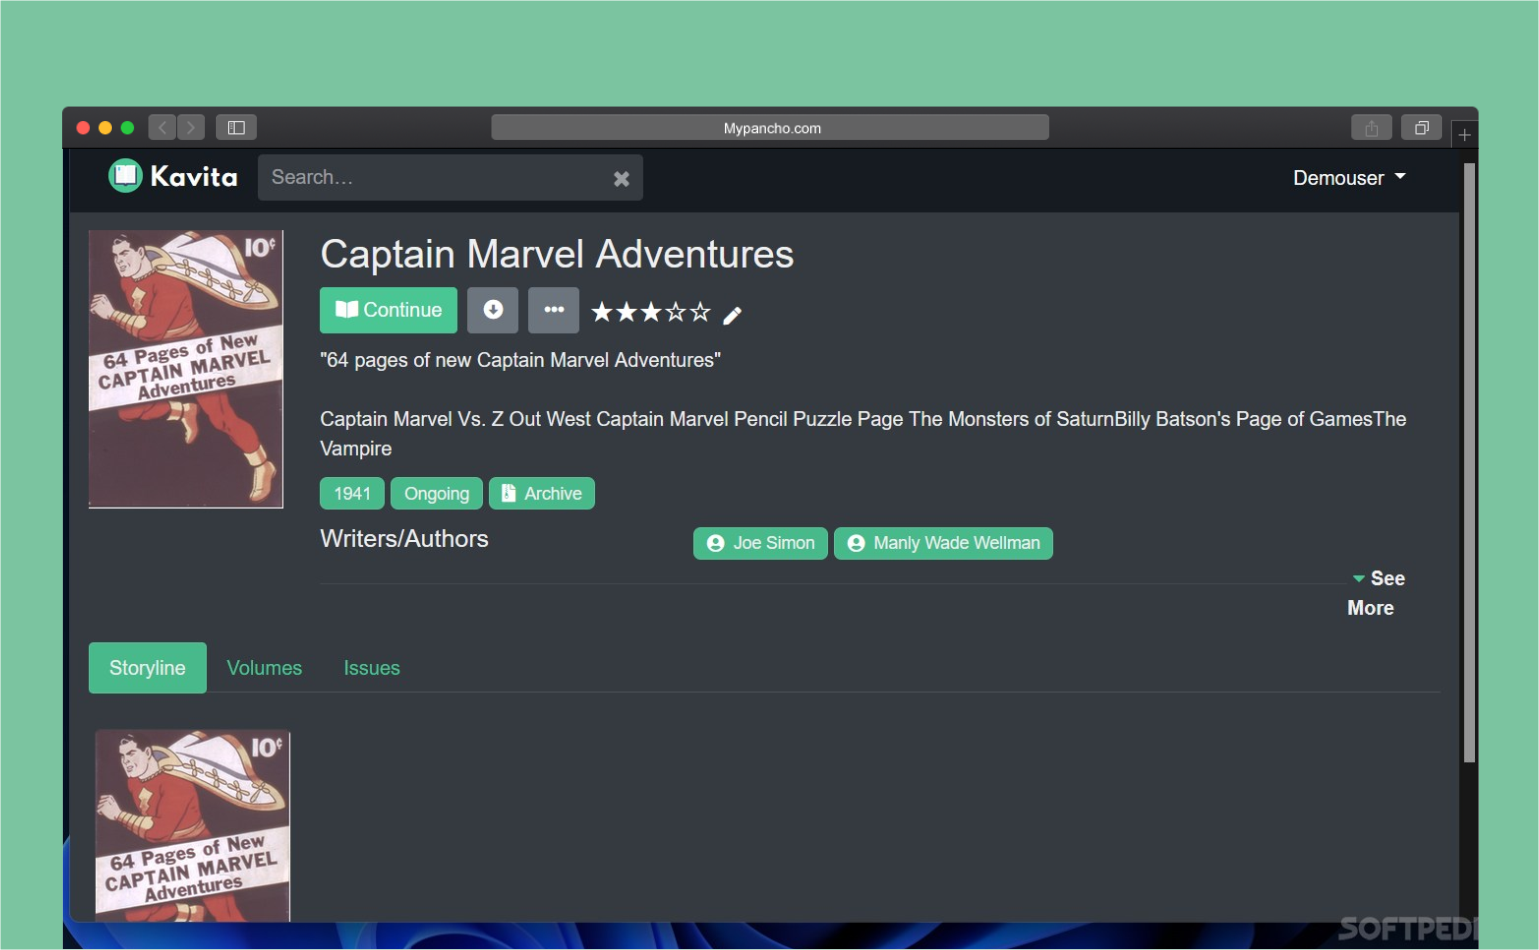 Mypancho.com
Kavita
Search...
Demouser
10¢
64 Pages of New
CAPTAIN MARVEL
Adventures
Captain Marvel Adventures
Continue
"64 pages of new Captain Marvel Adventures"
Captain Marvel Vs. Z Out West Captain Marvel Pencil Puzzle Page The Monsters of SaturnBilly Batson's Page of GamesThe
Vampire
1941 Ongoing Archive
Writers/Authors Joe Simon Manly Wade Wellman
See
More
Storyline Volumes Issues
10¢
64 Pages of New
CAPTAIN MARVEL
Adventures
SOFTPEDI